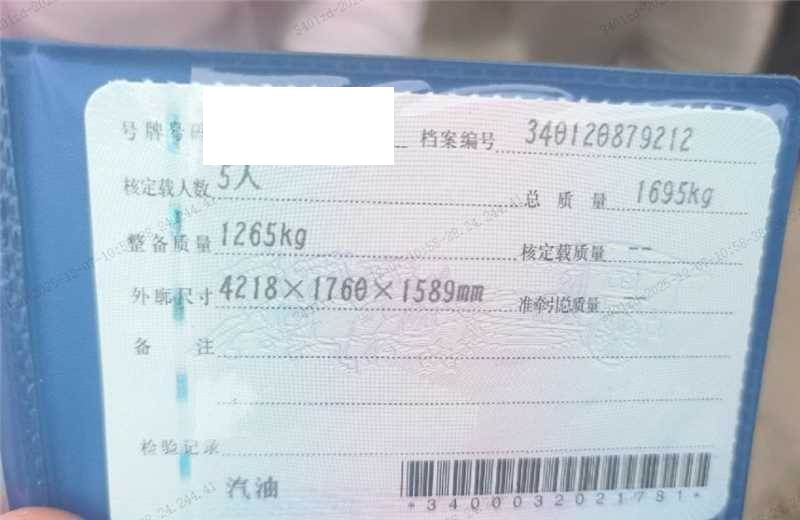 号牌号码 档案编号 340120879212
核定载人数 5人 总质量 1695kg
整备质量 1265kg 核定载质量 --
外廓尺寸 4218×1760×1589mm 准牵引总质量 --
备注
检验记录
汽油
*3400032021781*